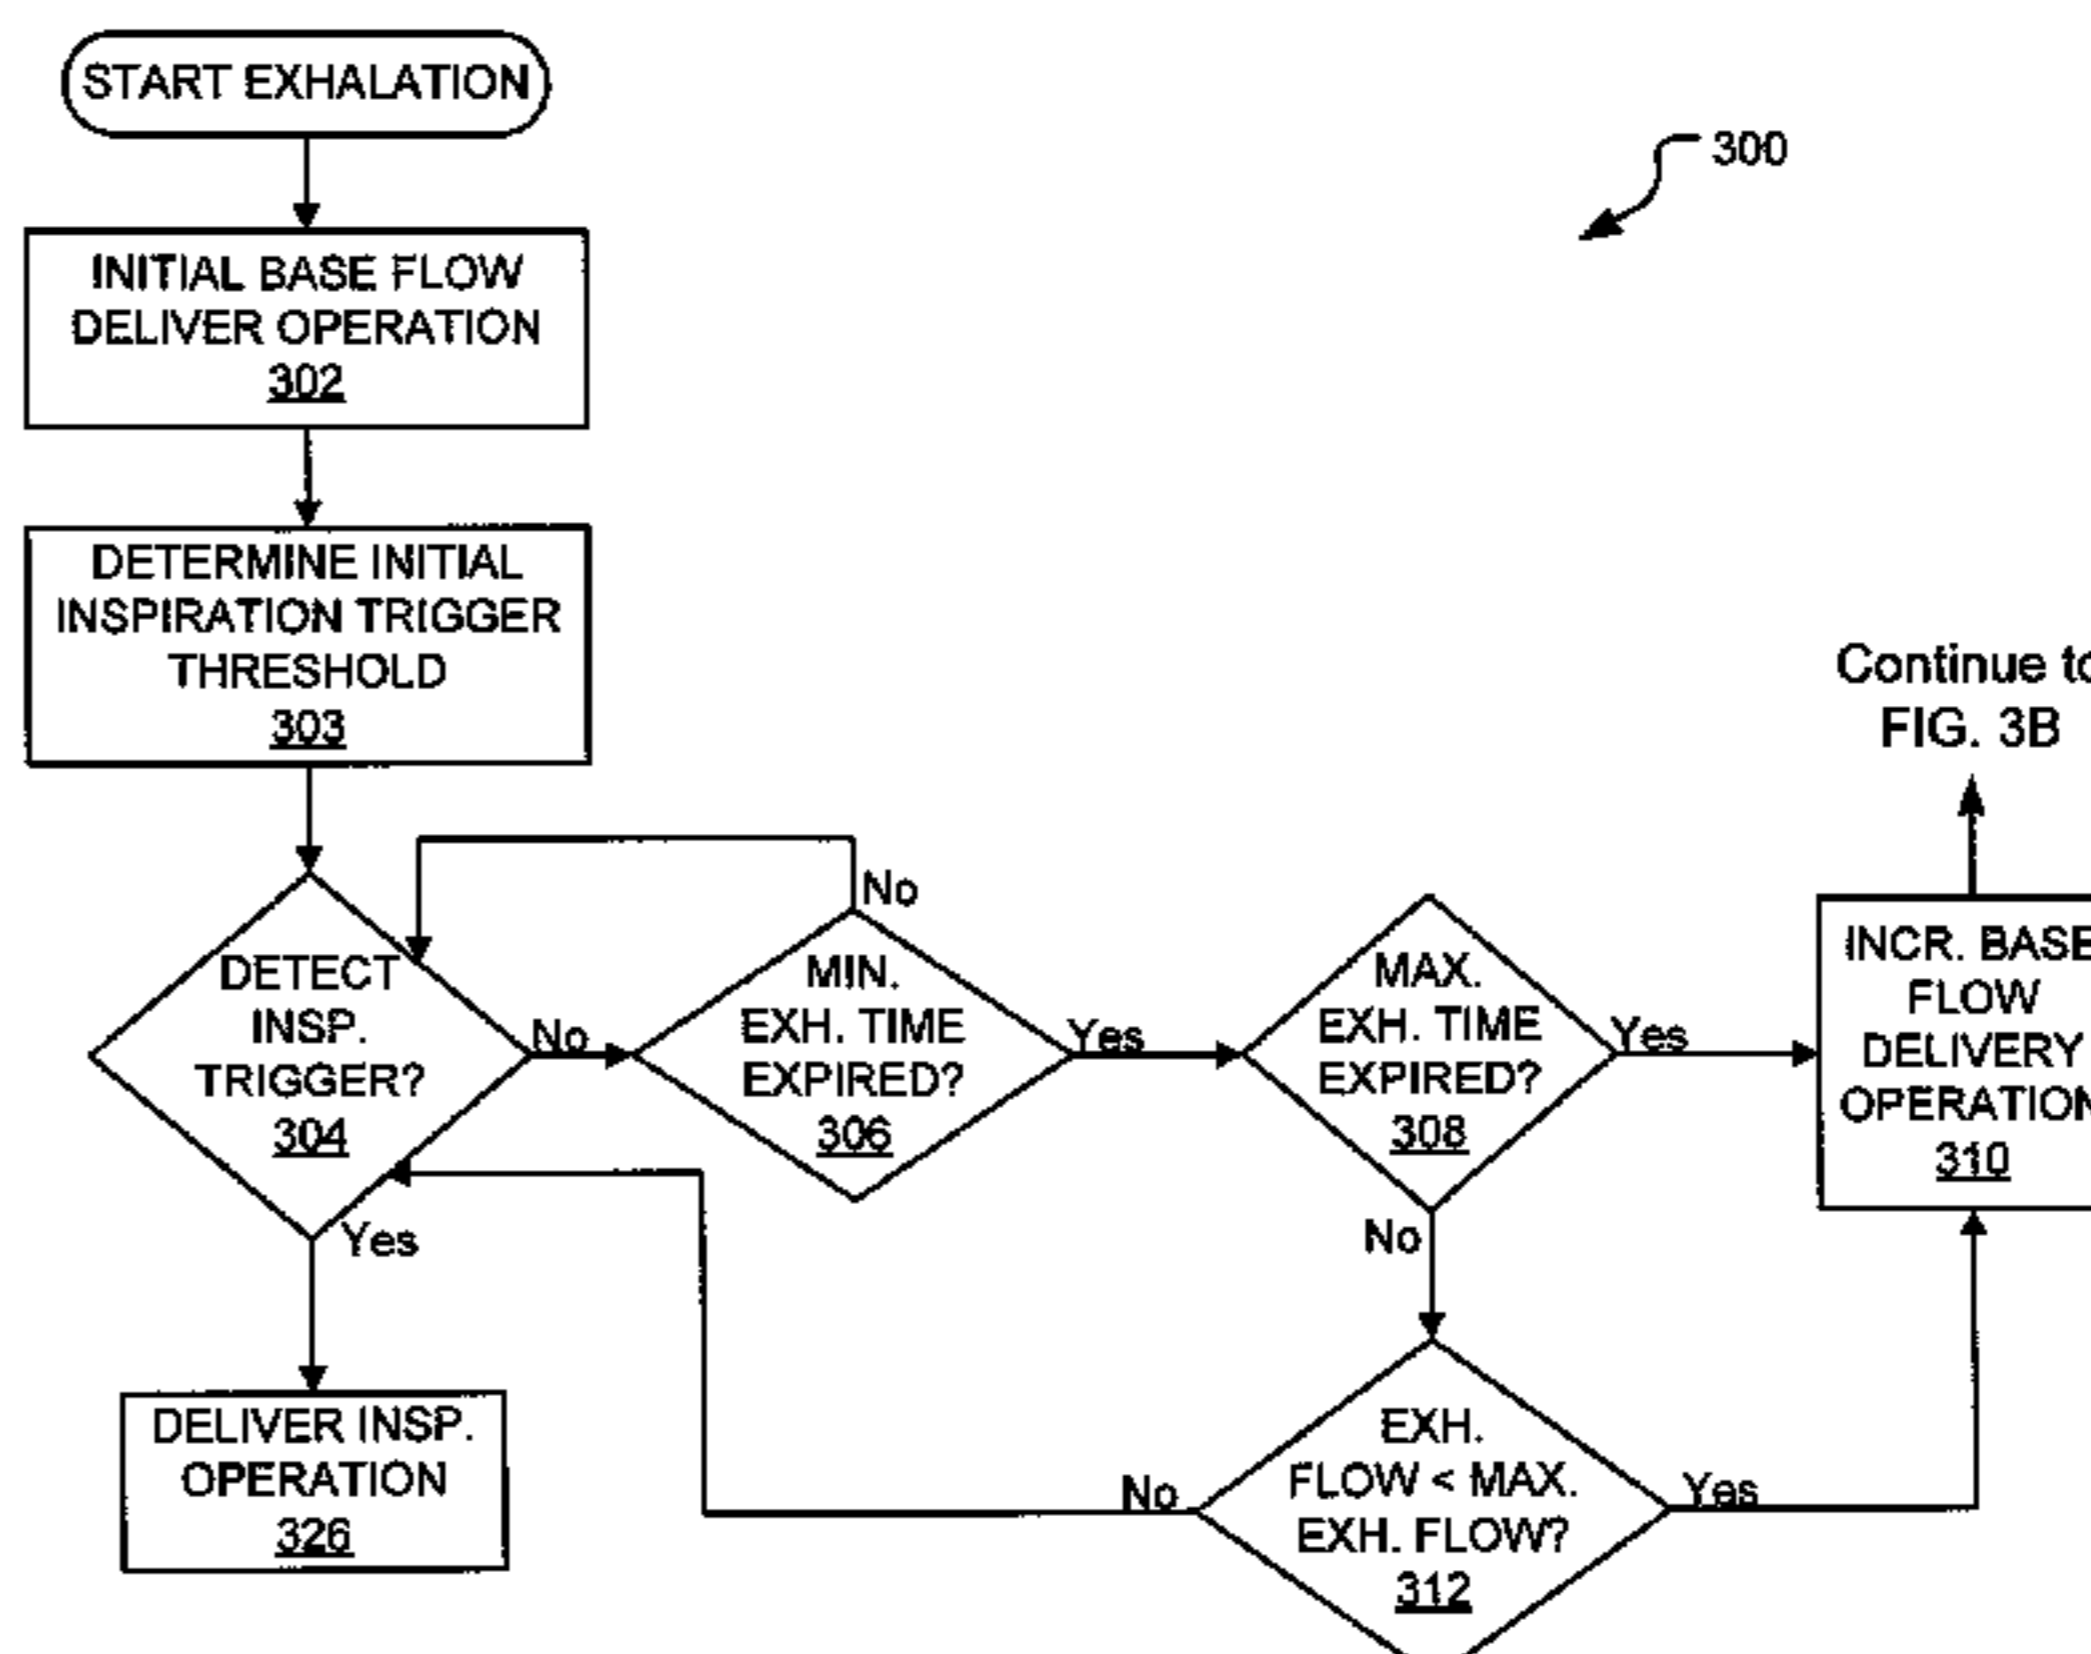 START EXHALATION
300
INITIAL BASE FLOW
DELIVER OPERATION
302
DETERMINE INITIAL
INSPIRATION TRIGGER
THRESHOLD
303
Continue to
FIG. 3B
No
DETECT
INSP.
TRIGGER?
304
No
Yes
MIN.
EXH. TIME
EXPIRED?
306
Yes
MAX.
EXH. TIME
EXPIRED?
308
Yes
No
INCR. BASE
FLOW
DELIVERY
OPERATION
310
DELIVER INSP.
OPERATION
326
No
EXH.
FLOW < MAX.
EXH. FLOW?
312
Yes